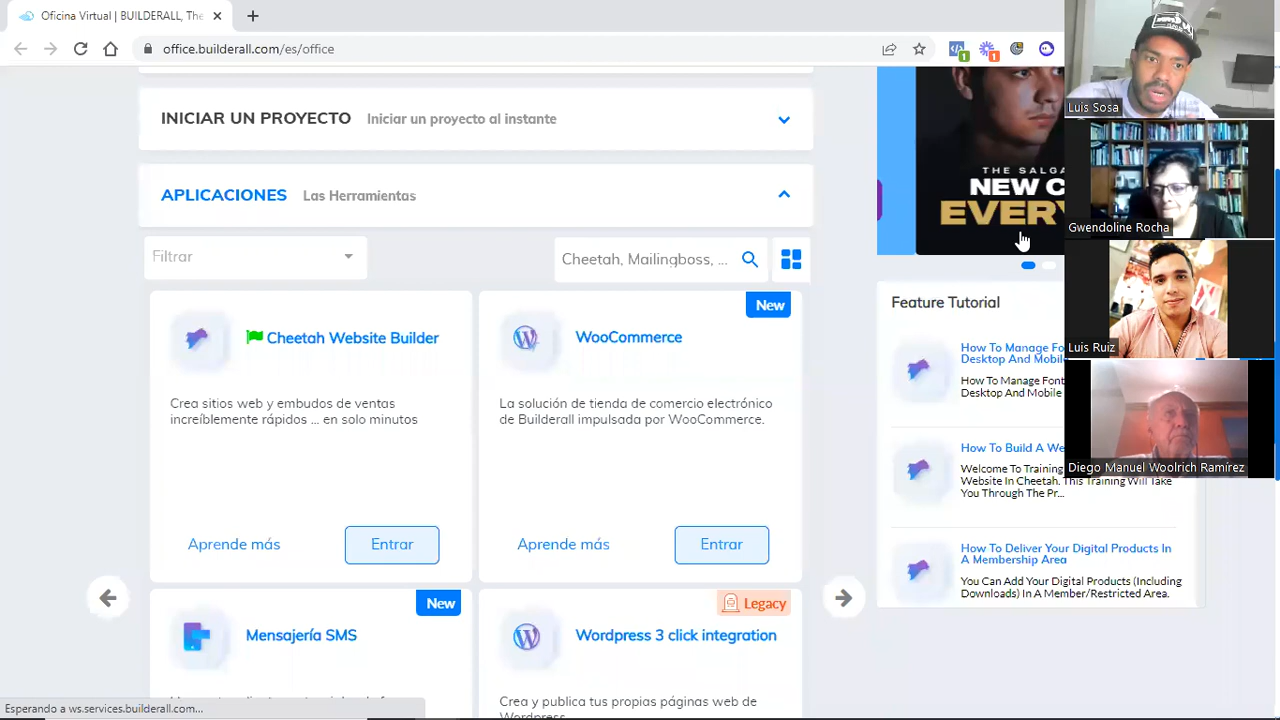 Oficina Virtual | BUILDERALL, The
office.builderall.com/es/office
1
1
INICIAR UN PROYECTO Iniciar un proyecto al instante
APLICACIONES Las Herramientas
Filtrar
Cheetah, Mailingboss, ...
New
Cheetah Website Builder
WooCommerce
Crea sitios web y embudos de ventas
increíblemente rápidos ... en solo minutos
La solución de tienda de comercio electrónico
de Builderall impulsada por WooCommerce.
Aprende más
Entrar
Aprende más
Entrar
New
Legacy
Mensajería SMS
Wordpress 3 click integration
Crea y publica tus propias páginas web de
Wordpress
Esperando a ws.services.builderall.com...
THE SALGA
NEW C
EVERY
Feature Tutorial
How To Manage Fo
Desktop And Mobile
How To Manage Font
Desktop And Mobile
How To Build A We
Welcome To Training
Website In Cheetah. This Training Will Take
You Through The Pr...
How To Deliver Your Digital Products In
A Membership Area
You Can Add Your Digital Products (Including
Downloads) In A Member/Restricted Area.
Luis Sosa
Gwendoline Rocha
Luis Ruiz
Diego Manuel Woolrich Ramírez